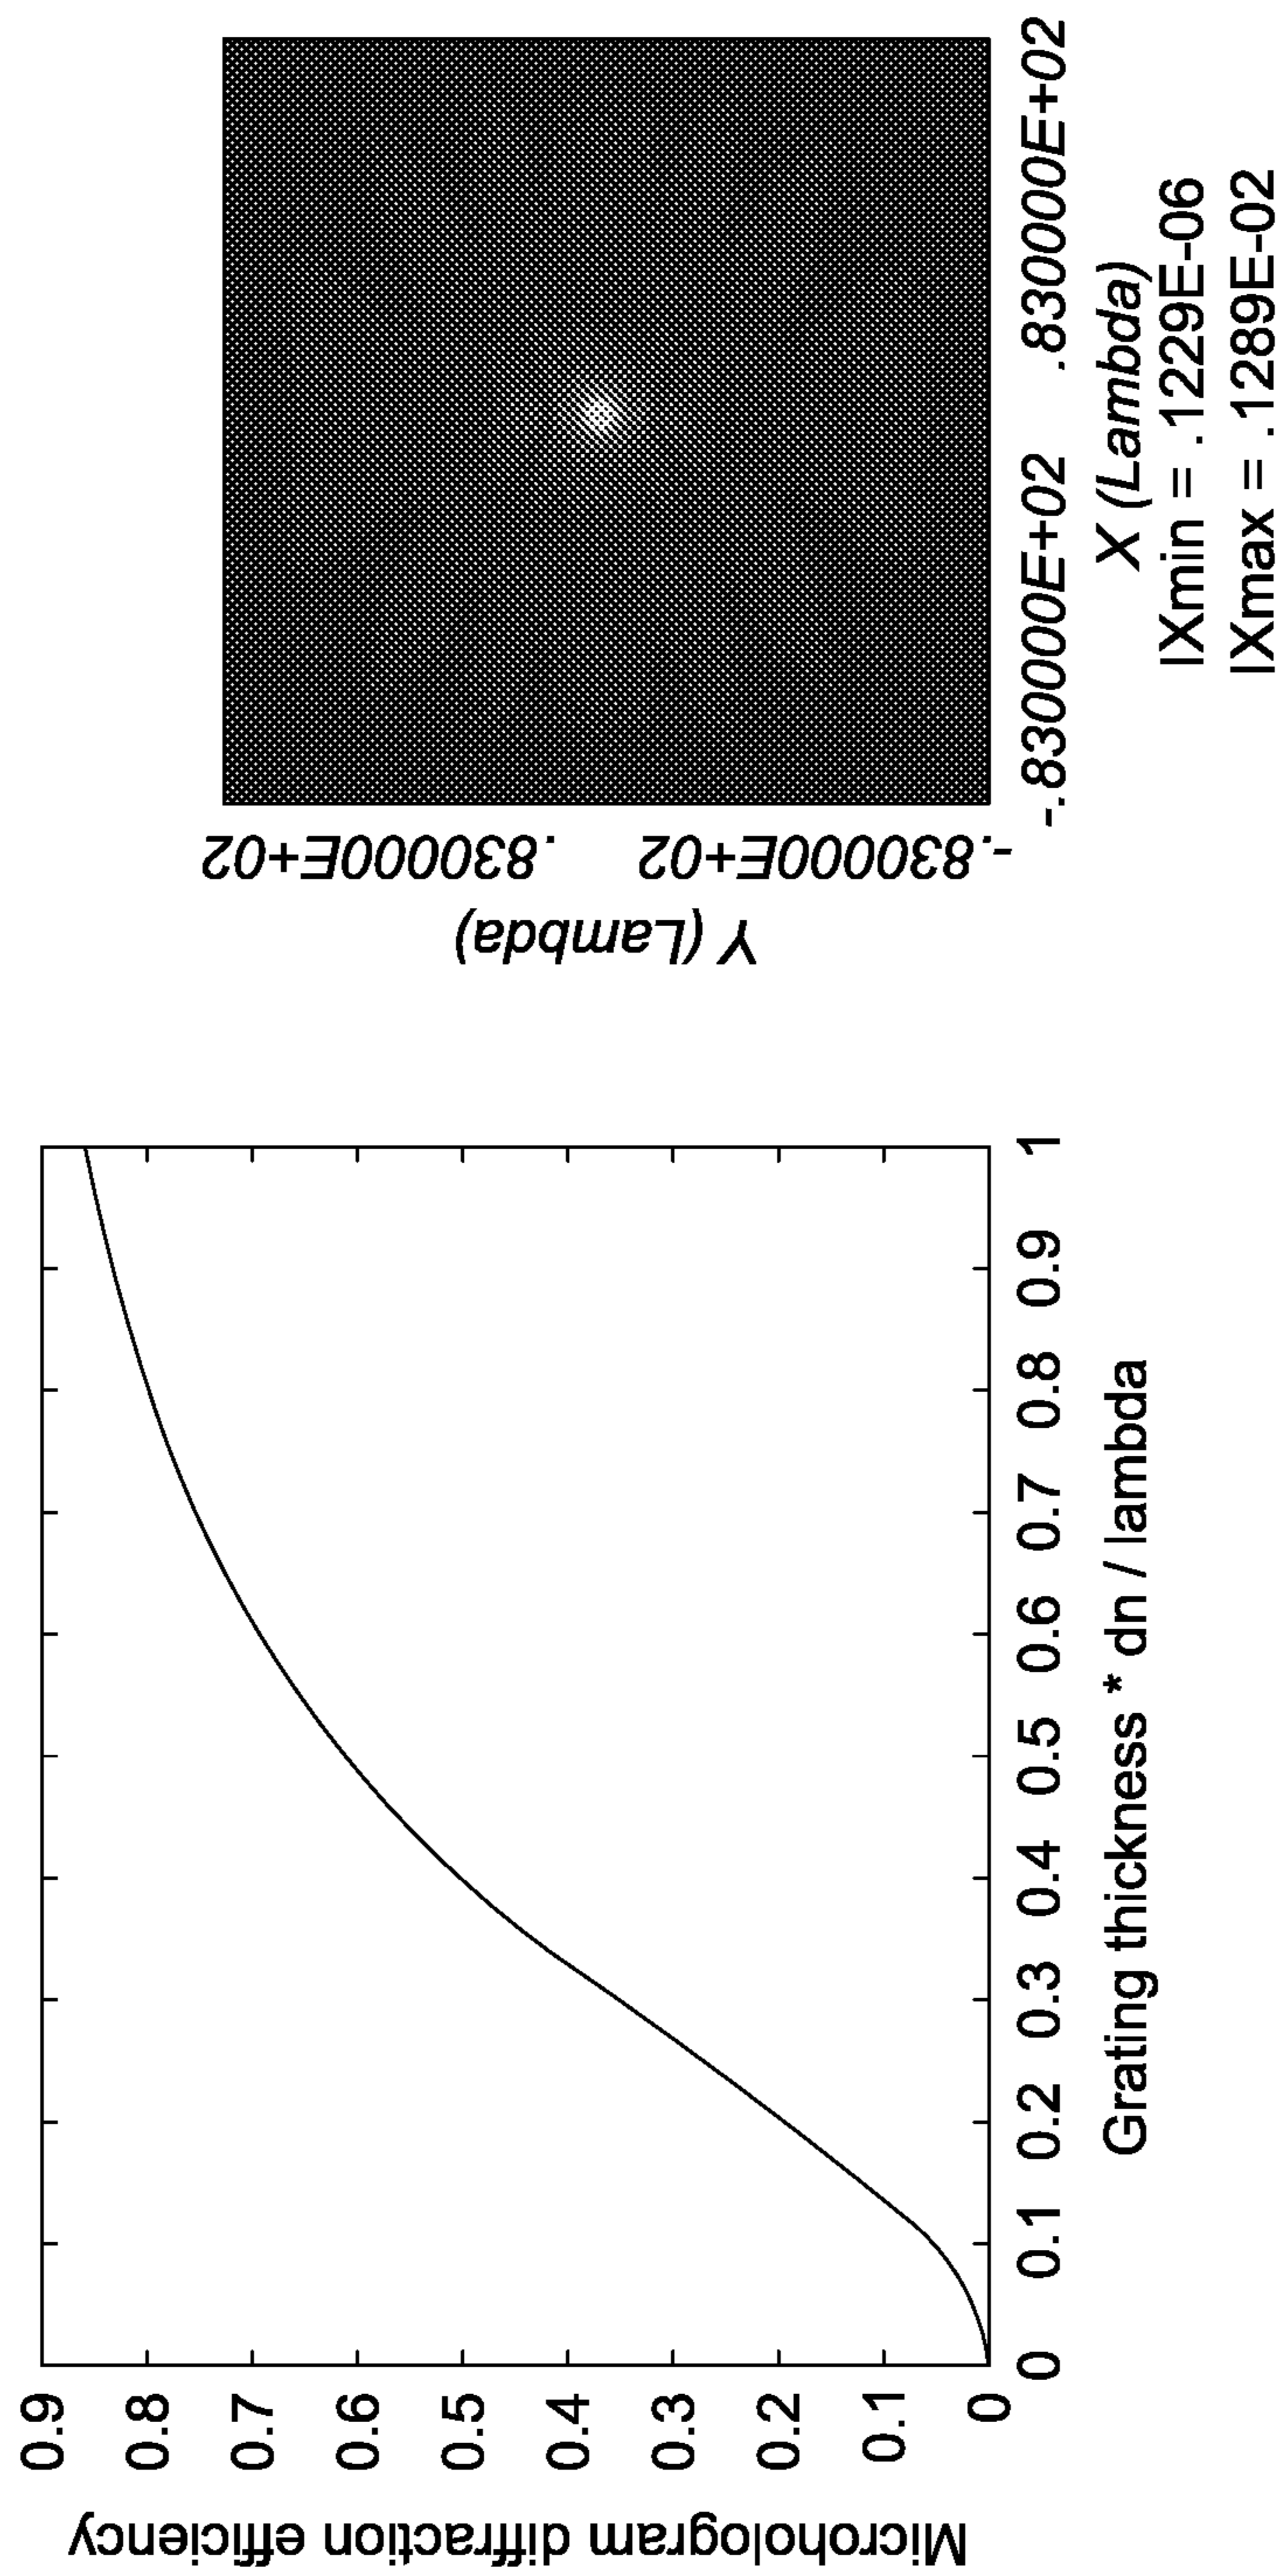 Microhologram diffraction efficiency
0.9
0.8
0.7
0.6
0.5
0.4
0.3
0.2
0.1
0
0 0.1 0.2 0.3 0.4 0.5 0.6 0.7 0.8 0.9 1
Grating thickness * dn / lambda
Y (Lambda)
.830000E+02
-.830000E+02
-.830000E+02 .830000E+02
X (Lambda)
IXmin = .1229E-06
IXmax = .1289E-02